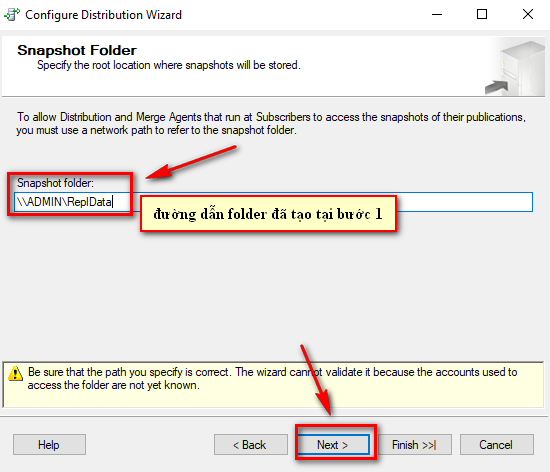 Configure Distribution Wizard
Snapshot Folder
Specify the root location where snapshots will be stored.
To allow Distribution and Merge Agents that run at Subscribers to access the snapshots of their publications,
you must use a network path to refer to the snapshot folder.
Snapshot folder:
\\ADMIN\ReplData
đường dẫn folder đã tạo tại bước 1
Be sure that the path you specify is correct. The wizard cannot validate it because the accounts used to
access the folder are not yet known.
Help
< Back
Next >
Finish >>|
Cancel